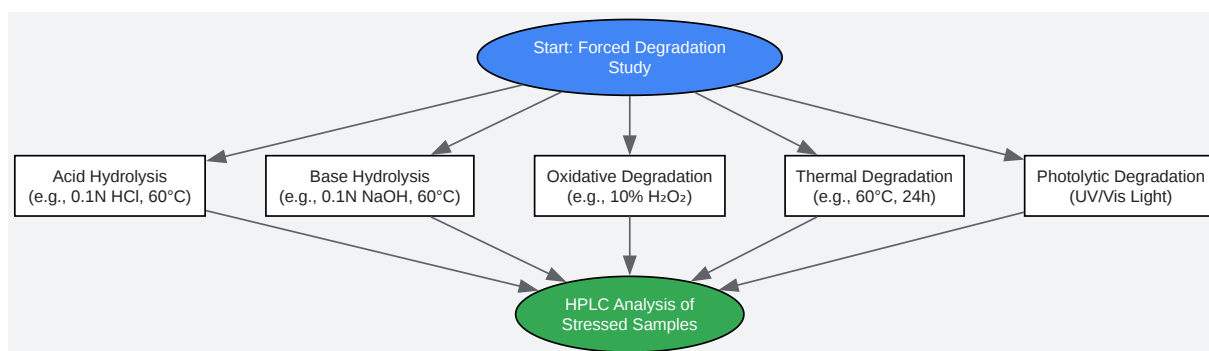 Start: Forced Degradation
Study
Acid Hydrolysis
(e.g., 0.1N HCl, 60°C)
Base Hydrolysis
(e.g., 0.1N NaOH, 60°C)
Oxidative Degradation
(e.g., 10% H₂O₂)
Thermal Degradation
(e.g., 60°C, 24h)
Photolytic Degradation
(UV/Vis Light)
HPLC Analysis of
Stressed Samples